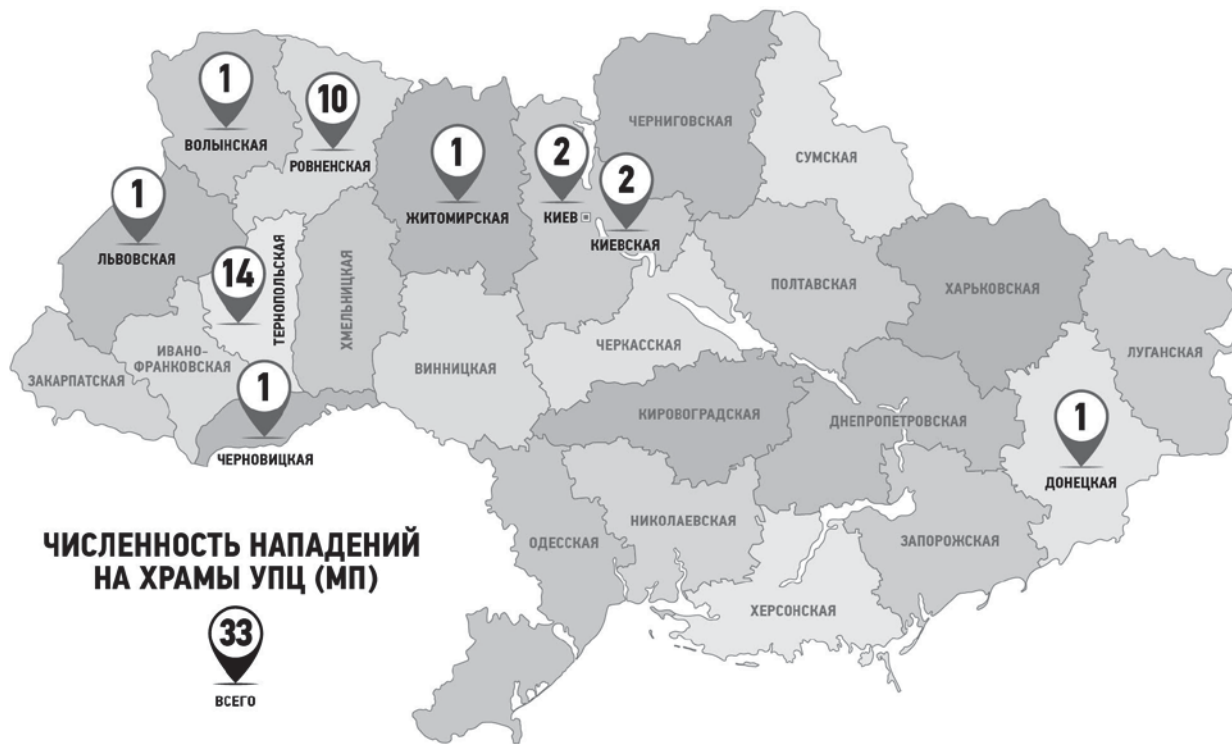 1
ВОЛЫНСКАЯ
10
РОВНЕНСКАЯ
1
ЖИТОМИРСКАЯ
2
КИЕВ
2
КИЕВСКАЯ
ЧЕРНИГОВСКАЯ
СУМСКАЯ
1
ЛЬВОВСКАЯ
14
ТЕРНОПОЛЬСКАЯ
ХМЕЛЬНИЦКАЯ
ПОЛТАВСКАЯ
ХАРЬКОВСКАЯ
ЛУГАНСКАЯ
ЗАКАРПАТСКАЯ
ИВАНО-
ФРАНКОВСКАЯ
ВИННИЦКАЯ
ЧЕРКАССКАЯ
1
ЧЕРНОВИЦКАЯ
КИРОВОГРАДСКАЯ
ДНЕПРОПЕТРОВСКАЯ
1
ДОНЕЦКАЯ
ОДЕССКАЯ
НИКОЛАЕВСКАЯ
ЗАПОРОЖСКАЯ
ХЕРСОНСКАЯ
ЧИСЛЕННОСТЬ НАПАДЕНИЙ
НА ХРАМЫ УПЦ (МП)
33
ВСЕГО